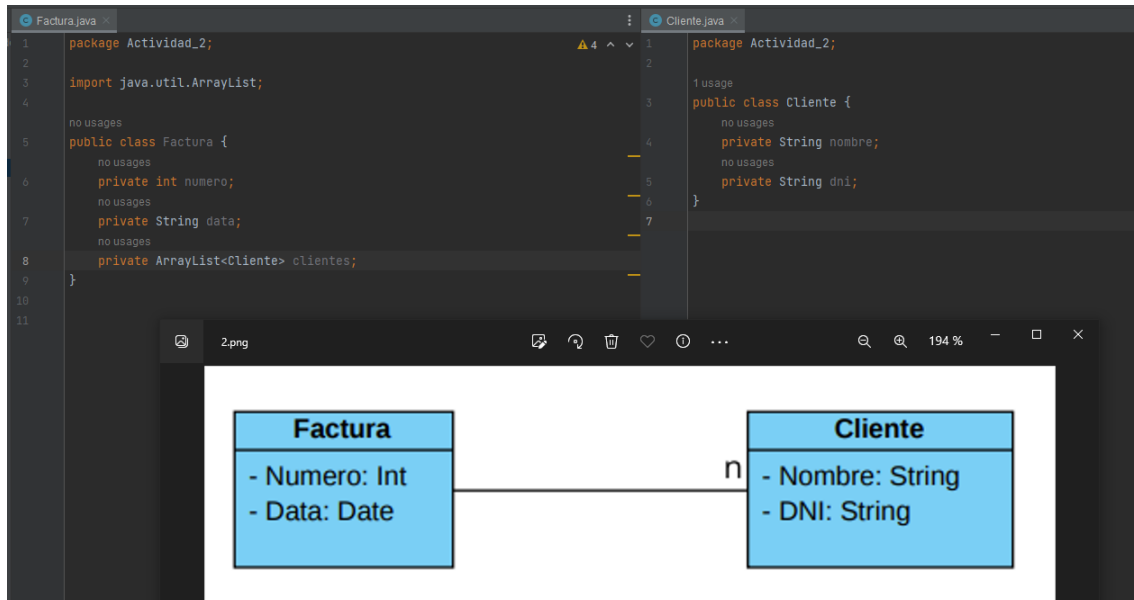 Factura.java
1 package Actividad_2;
4
2
3 import java.util.ArrayList;
4
no usages
5 public class Factura {
no usages
6 private int numero;
no usages
7 private String data;
no usages
8 private ArrayList<Cliente> clientes;
9 }
10
11
Cliente.java
1 package Actividad_2;
2
1 usage
3 public class Cliente {
no usages
4 private String nombre;
no usages
5 private String dni;
6 }
7
2.png
194 %
Factura
- Numero: Int
- Data: Date
n
Cliente
- Nombre: String
- DNI: String